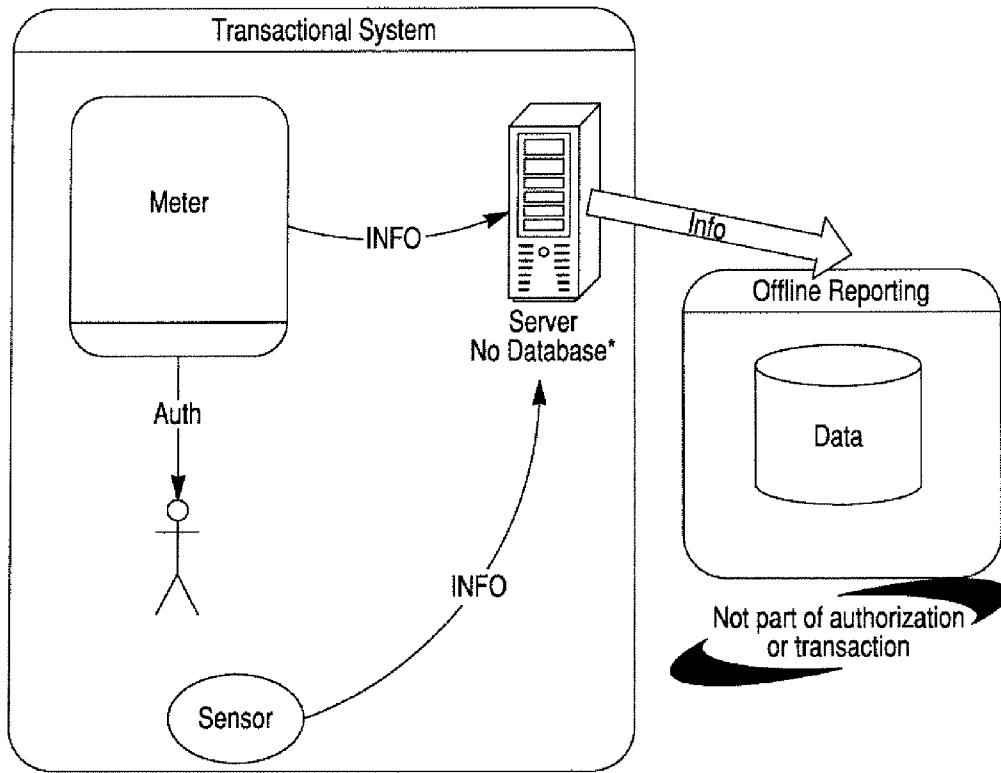 Transactional System
Meter
INFO
Info
Offline Reporting
Server
No Database*
Auth
Data
INFO
Not part of authorization
or transaction
Sensor